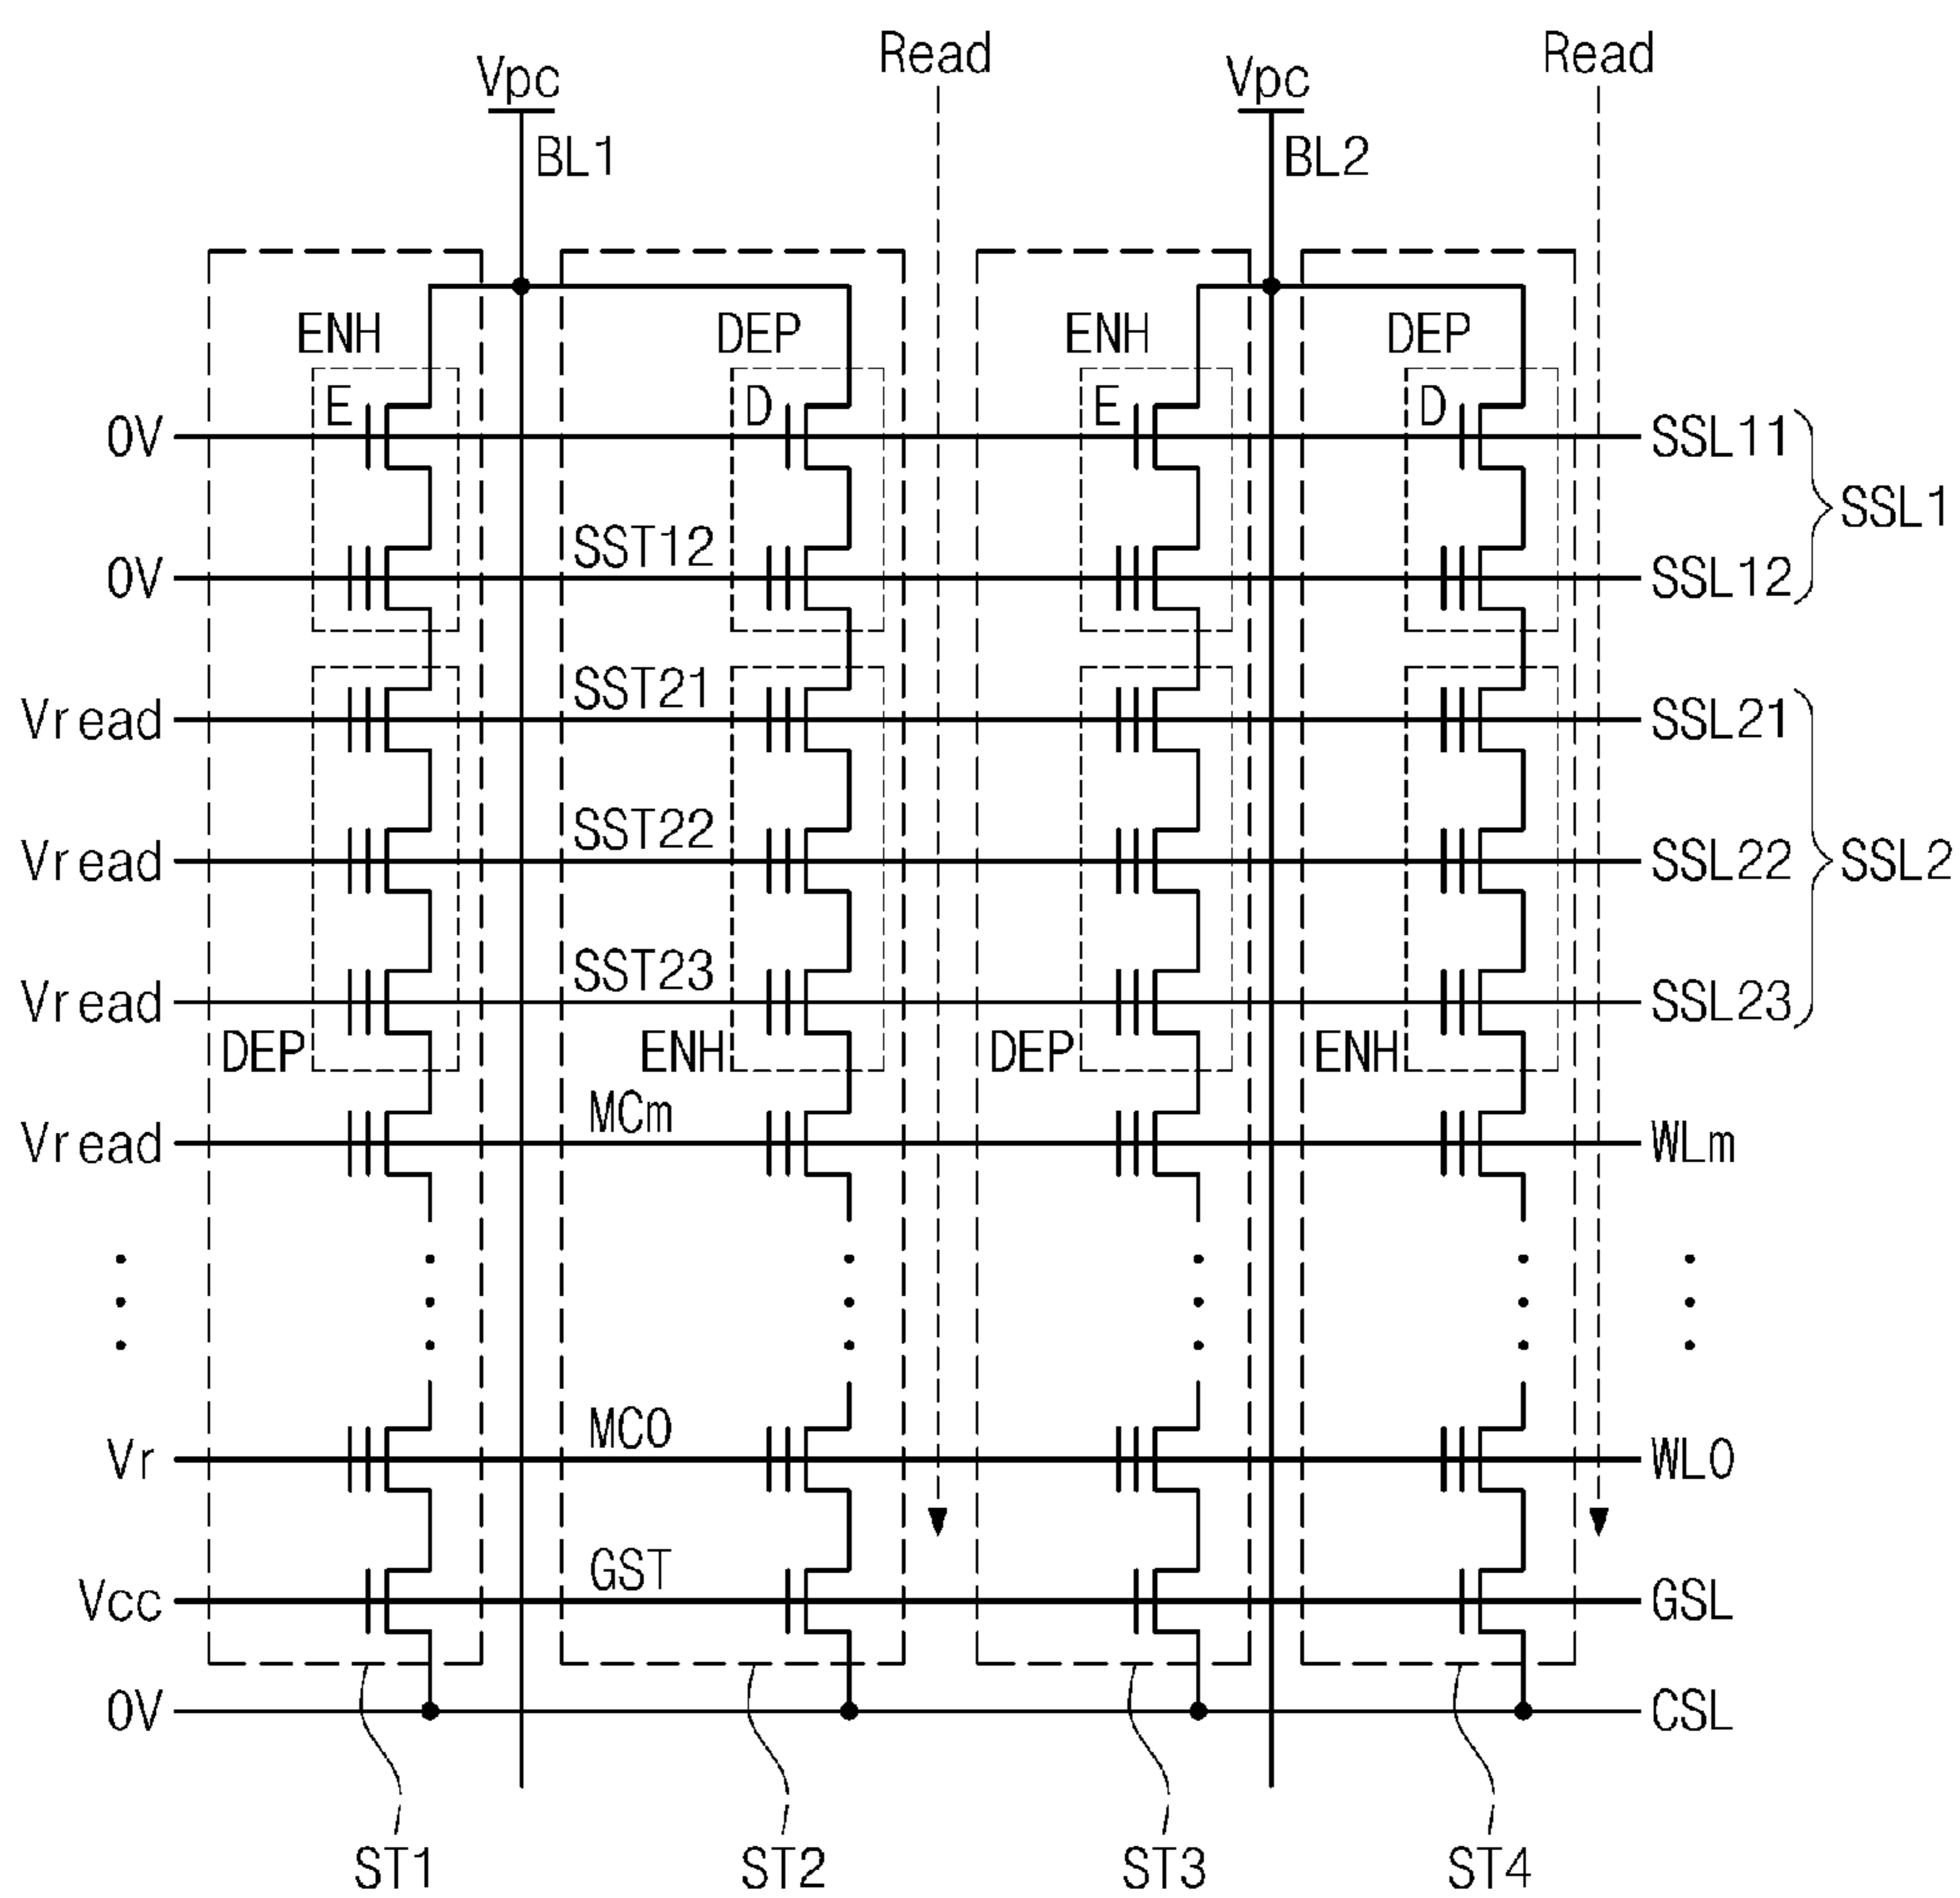 Read Read
Vpc Vpc
BL1 BL2
ENH DEP ENH DEP
E D E D
0V SSL11
SSL1
SST12
0V SSL12
SST21
Vread SSL21
SST22
Vread SSL22 SSL2
SST23
Vread SSL23
DEP ENH DEP ENH
MCm
Vread WLm
MC0
Vr WL0
GST
Vcc GSL
0V CSL
ST1 ST2 ST3 ST4